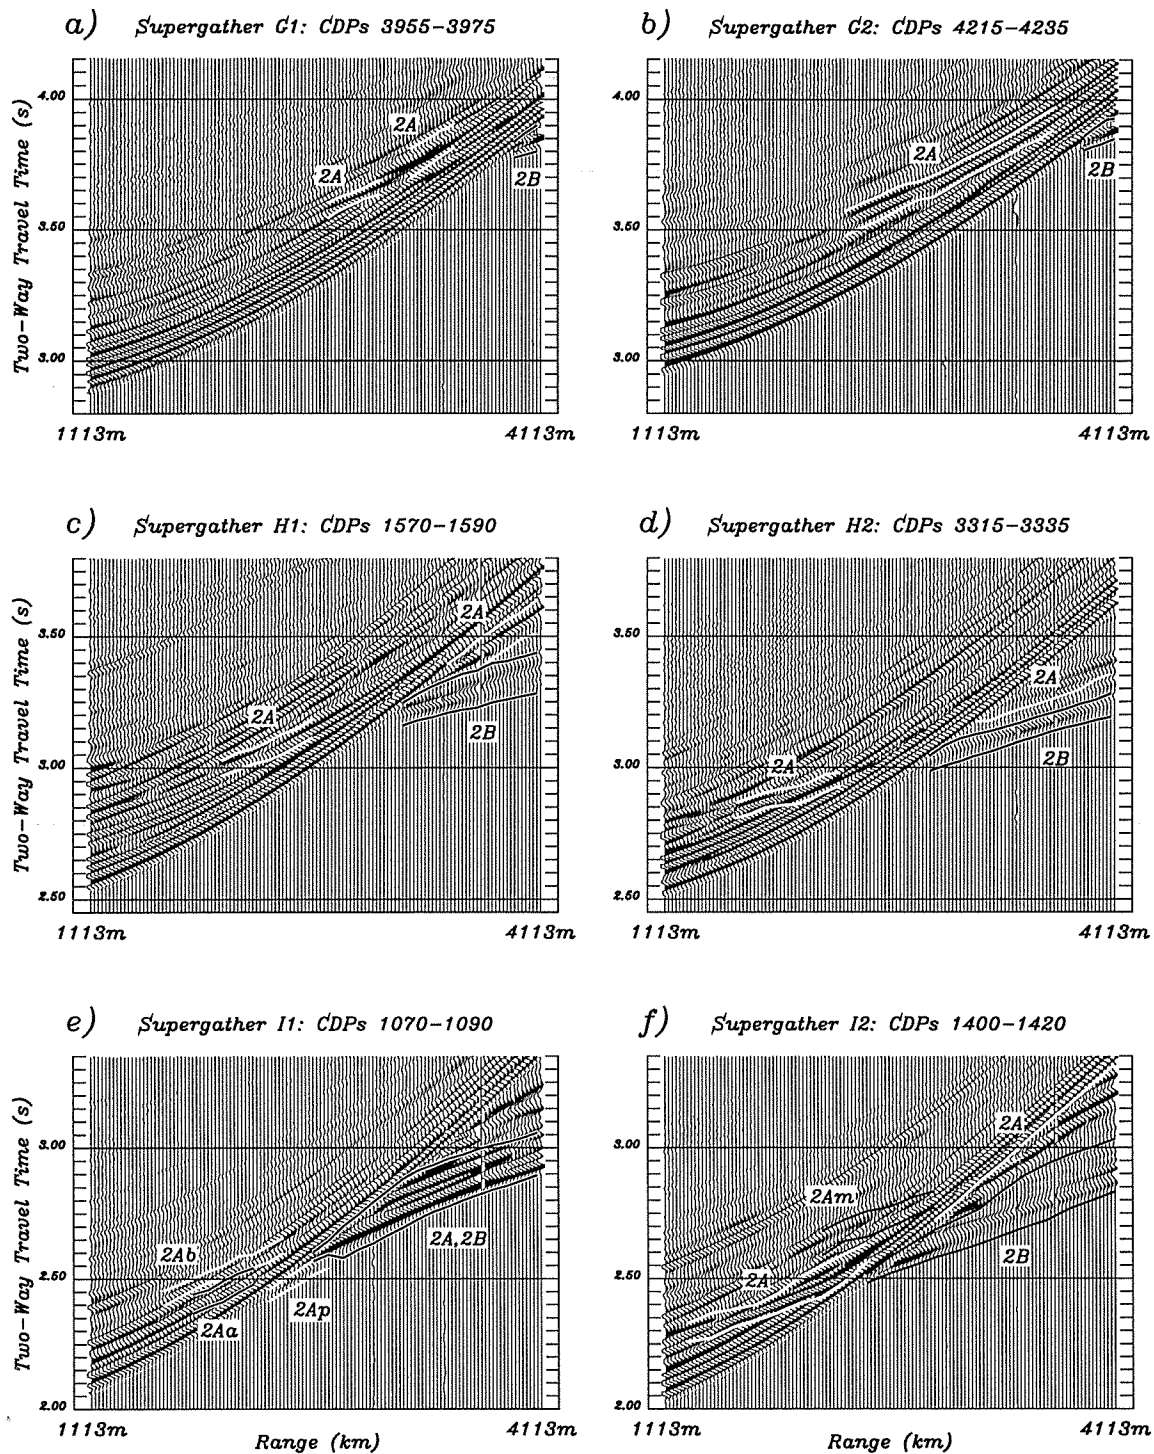 a) Supergather G1: CDPs 3955-3975
b) Supergather G2: CDPs 4215-4235
Two-Way Travel Time (s)
4.00
3.50
3.00
2A
2A
2B
1113m
4113m
4.00
3.50
3.00
2A
2B
1113m
4113m
c) Supergather H1: CDPs 1570-1590
d) Supergather H2: CDPs 3315-3335
Two-Way Travel Time (s)
3.50
3.00
2.50
2A
2A
2B
1113m
4113m
3.50
3.00
2.50
2A
2A
2B
1113m
4113m
e) Supergather I1: CDPs 1070-1090
f) Supergather I2: CDPs 1400-1420
Two-Way Travel Time (s)
3.00
2.50
2.00
2Ab
2A,2B
2Ap
2Aa
1113m
4113m
Range (km)
3.00
2.50
2.00
2A
2Am
2B
2A
1113m
4113m
Range (km)